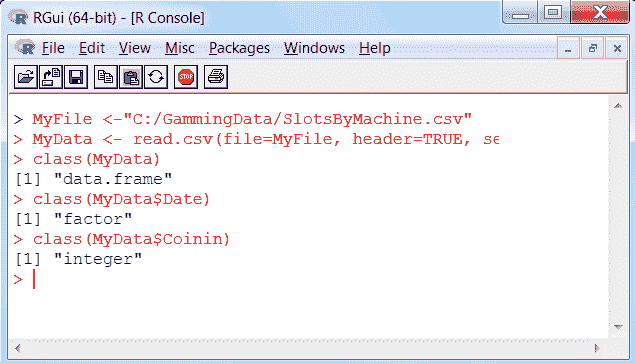 RGui (64-bit) - [R Console]
File Edit View Misc Packages Windows Help
STOP
> MyFile <-"C:/GammingData/SlotsByMachine.csv"
> MyData <- read.csv(file=MyFile, header=TRUE, se
> class(MyData)
[1] "data.frame"
> class(MyData$Date)
[1] "factor"
> class(MyData$Coinin)
[1] "integer"
>